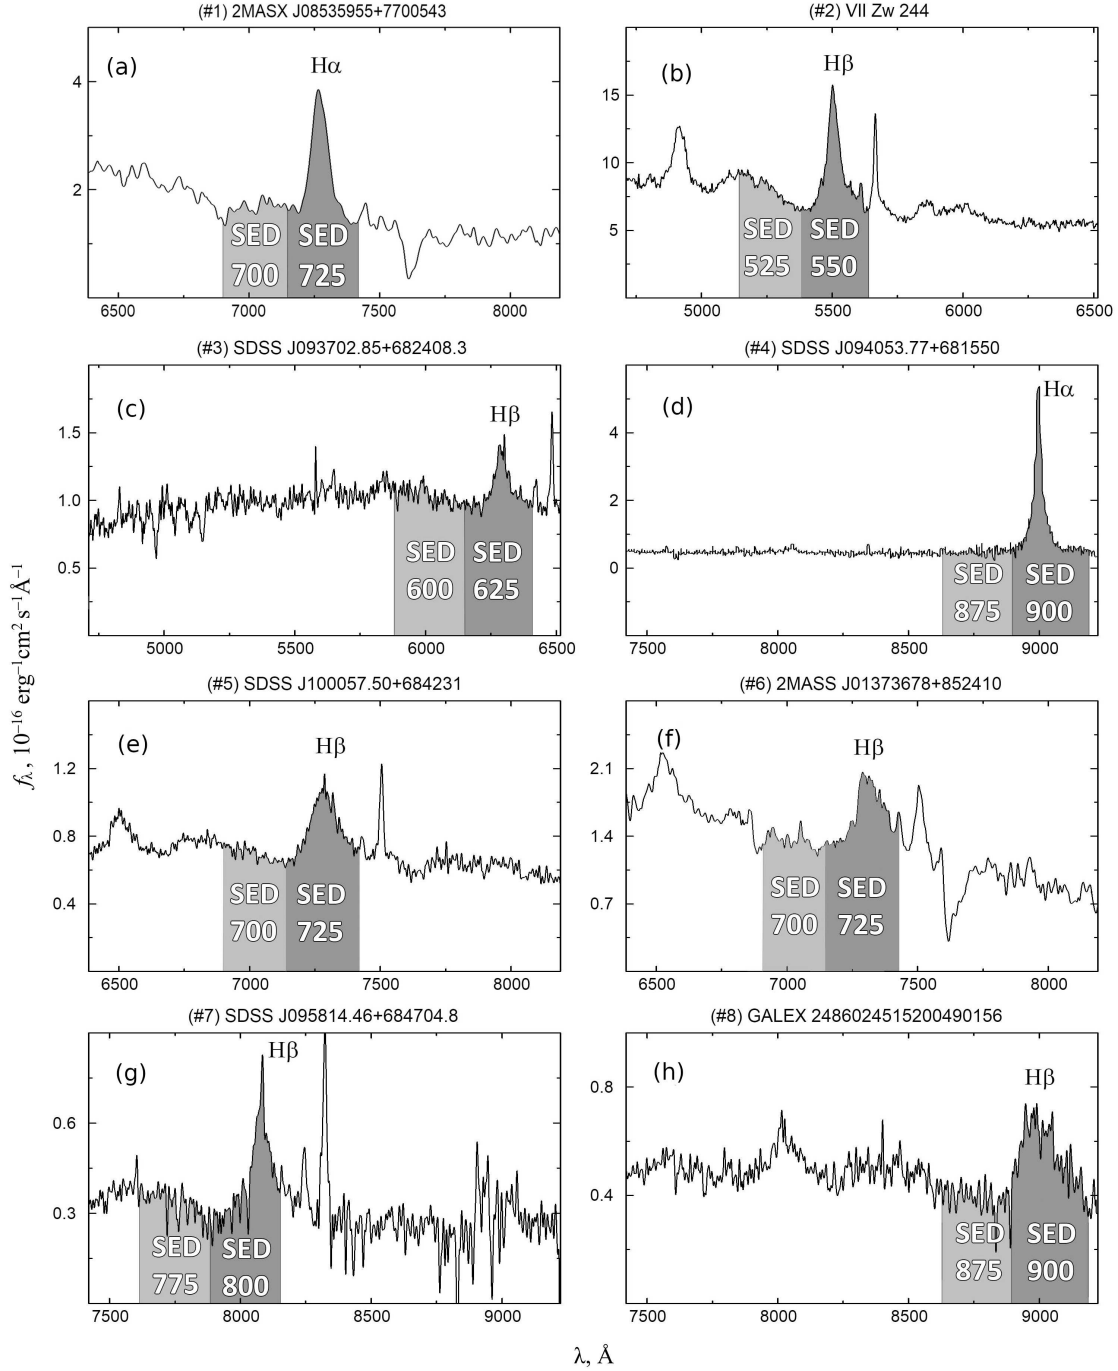 (#1) 2MASX J08535955+7700543
(a)
Hα
4
2
SED
700
SED
725
6500 7000 7500 8000
(#2) VII Zw 244
(b)
Hβ
15
10
5
SED
525
SED
550
5000 5500 6000 6500
(#3) SDSS J093702.85+682408.3
(c)
Hβ
1.5
1.0
0.5
SED
600
SED
625
5000 5500 6000 6500
(#4) SDSS J094053.77+681550
(d)
Hα
4
2
0
SED
875
SED
900
7500 8000 8500 9000
fλ, 10⁻¹⁶ erg⁻¹cm² s⁻¹Å⁻¹
(#5) SDSS J100057.50+684231
(e)
Hβ
1.2
0.8
0.4
SED
700
SED
725
6500 7000 7500 8000
(#6) 2MASS J01373678+852410
(f)
Hβ
2.1
1.4
0.7
SED
700
SED
725
6500 7000 7500 8000
(#7) SDSS J095814.46+684704.8
(g)
Hβ
0.6
0.3
SED
775
SED
800
7500 8000 8500 9000
(#8) GALEX 2486024515200490156
(h)
Hβ
0.8
0.4
SED
875
SED
900
7500 8000 8500 9000
λ, Å